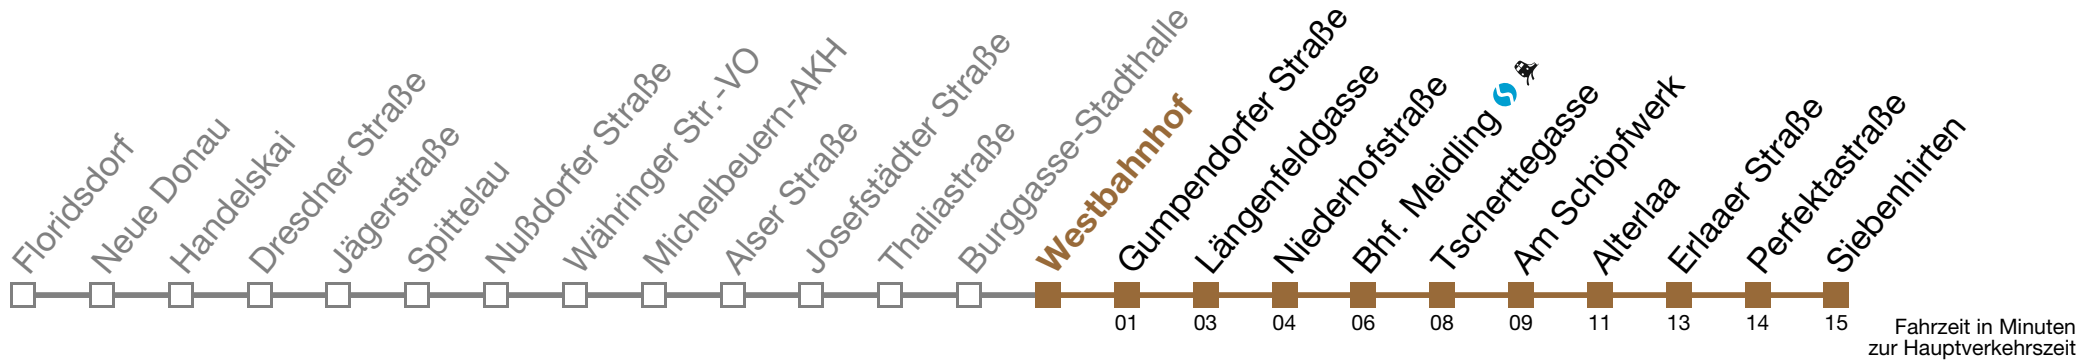 Floridsdorf
Neue Donau
Handelskai
Dresdner Straße
Jägerstraße
Spittelau
Nußdorfer Straße
Währinger Str.-VO
Michelbeuern-AKH
Alser Straße
Josefstädter Straße
Thaliastraße
Burggasse-Stadthalle
Westbahnhof
Gumpendorfer Straße
Längenfeldgasse
Niederhofstraße
Bhf. Meidling
Tscherttegasse
Am Schöpfwerk
Alterlaa
Erlaaer Straße
Perfektastraße
Siebenhirten
01 03 04 06 08 09 11 13 14 15
Fahrzeit in Minuten
zur Hauptverkehrszeit